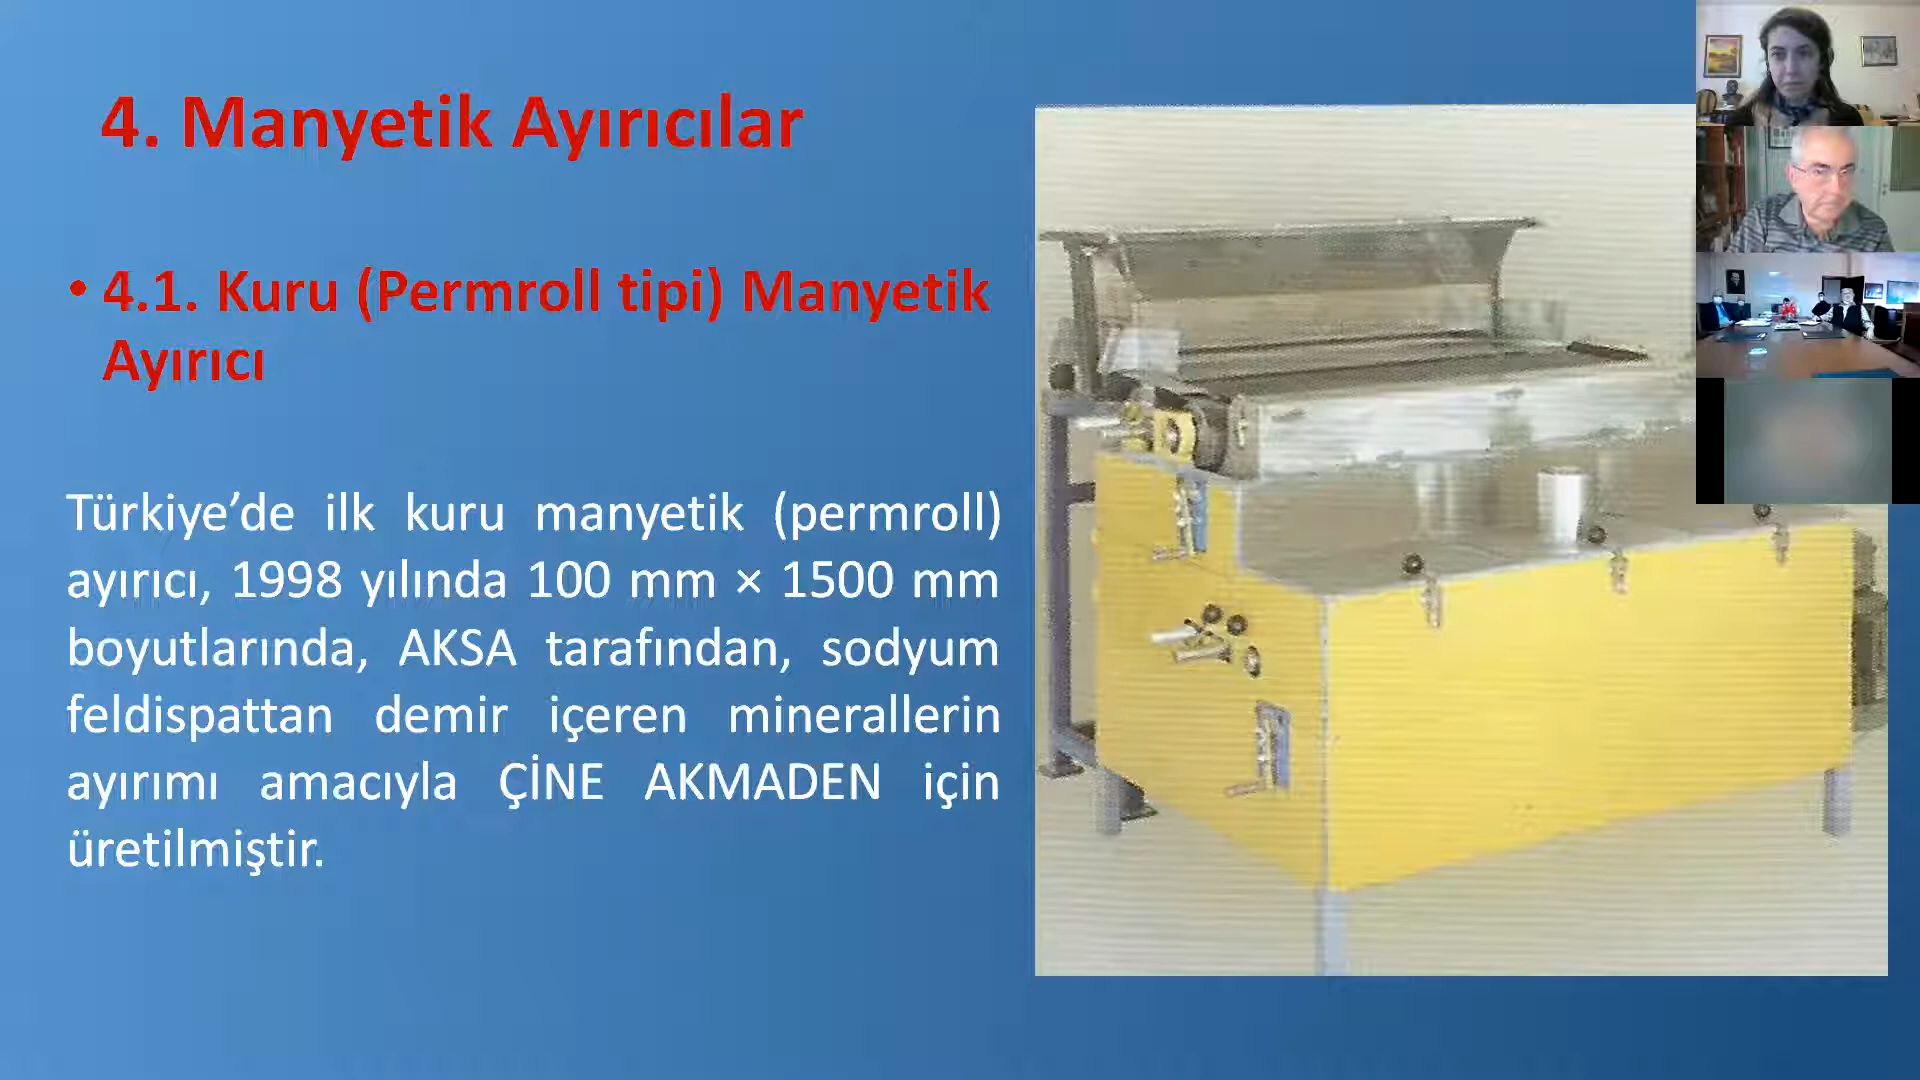 4. Manyetik Ayırıcılar
• 4.1. Kuru (Permroll tipi) Manyetik
Ayırıcı
Türkiye’de ilk kuru manyetik (permroll)
ayırıcı, 1998 yılında 100 mm × 1500 mm
boyutlarında, AKSA tarafından, sodyum
feldispattan demir içeren minerallerin
ayırımı amacıyla ÇİNE AKMADEN için
üretilmiştir.